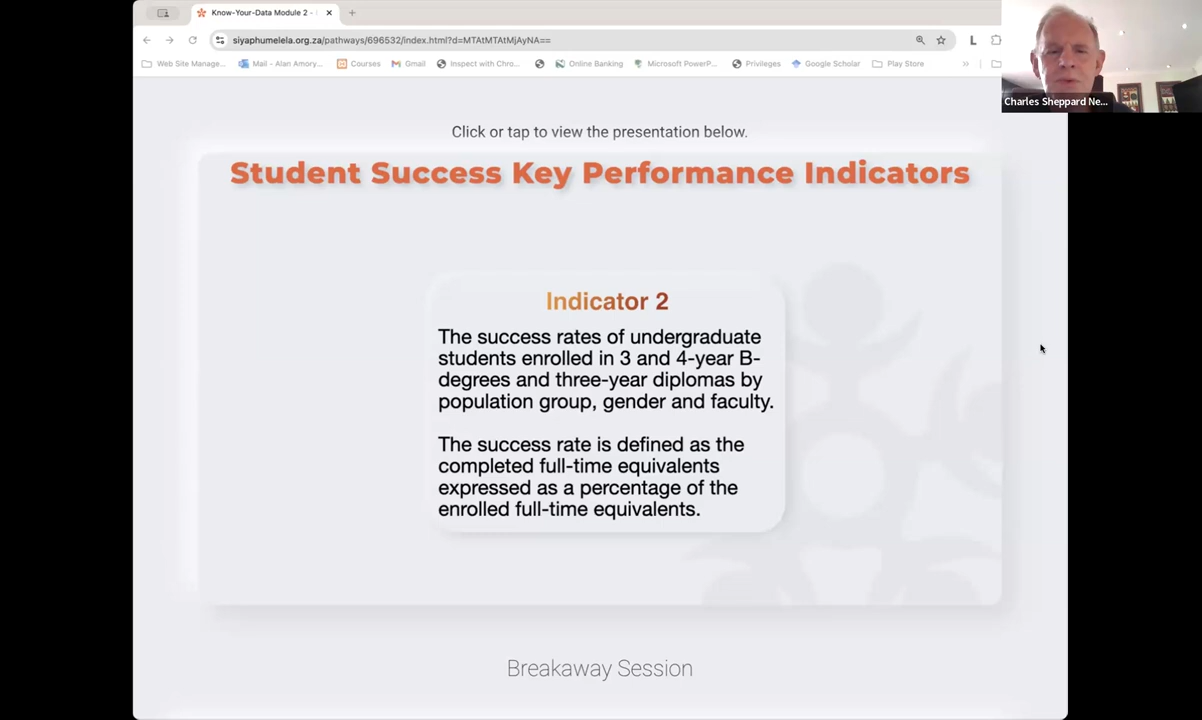 Know-Your-Data Module 2 -
siyaphumelela.org.za/pathways/696532/index.html?d=MTAtMTAtMjAyNA==
L
Web Site Manage...
Mail - Alan Amory...
Courses
Gmail
Inspect with Chro...
Online Banking
Microsoft PowerP...
Privileges
Google Scholar
Play Store
»
Charles Sheppard Ne...
Click or tap to view the presentation below.
Student Success Key Performance Indicators
Indicator 2
The success rates of undergraduate
students enrolled in 3 and 4-year B-
degrees and three-year diplomas by
population group, gender and faculty.
The success rate is defined as the
completed full-time equivalents
expressed as a percentage of the
enrolled full-time equivalents.
Breakaway Session